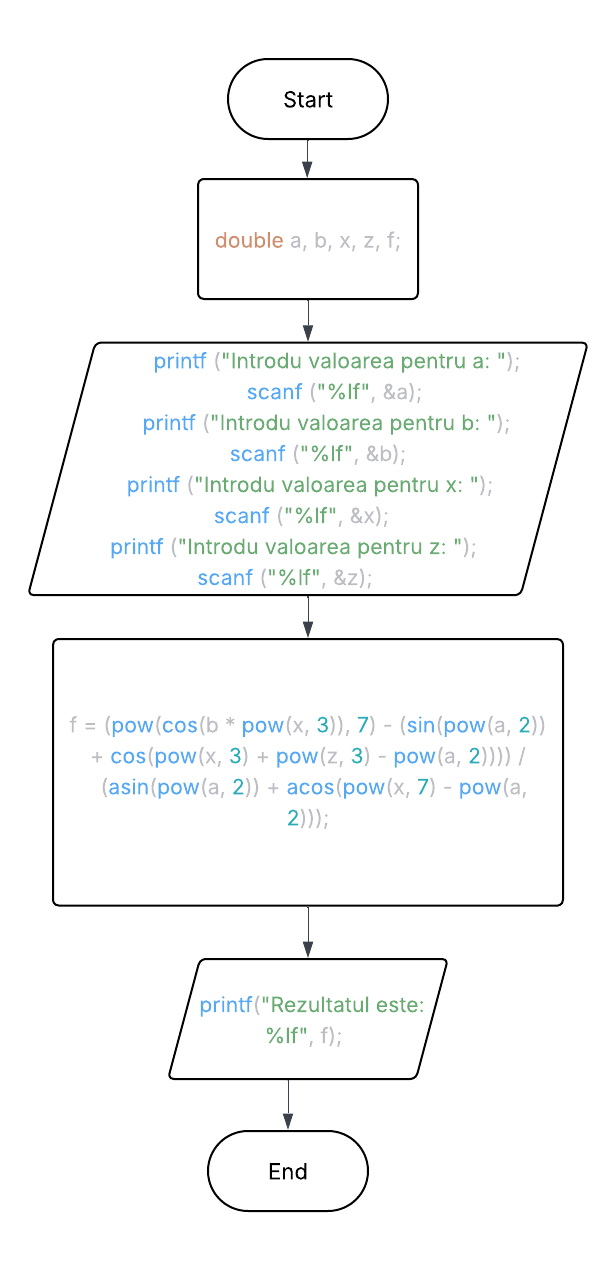 Start
double a, b, x, z, f;
printf ("Introdu valoarea pentru a: ");
scanf ("%lf", &a);
printf ("Introdu valoarea pentru b: ");
scanf ("%lf", &b);
printf ("Introdu valoarea pentru x: ");
scanf ("%lf", &x);
printf ("Introdu valoarea pentru z: ");
scanf ("%lf", &z);
f = (pow(cos(b * pow(x, 3)), 7) - (sin(pow(a, 2))
+ cos(pow(x, 3) + pow(z, 3) - pow(a, 2)))) /
(asin(pow(a, 2)) + acos(pow(x, 7) - pow(a,
2)));
printf("Rezultatul este:
%lf", f);
End